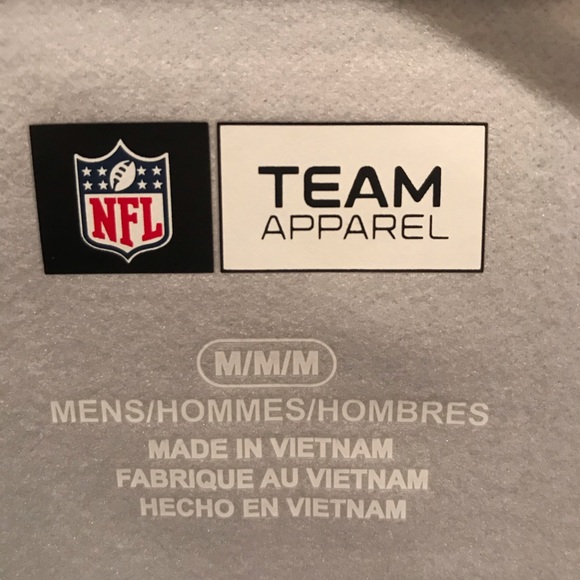 NFL
TEAM
APPAREL
M/M/M
MENS/HOMMES/HOMBRES
MADE IN VIETNAM
FABRIQUE AU VIETNAM
HECHO EN VIETNAM